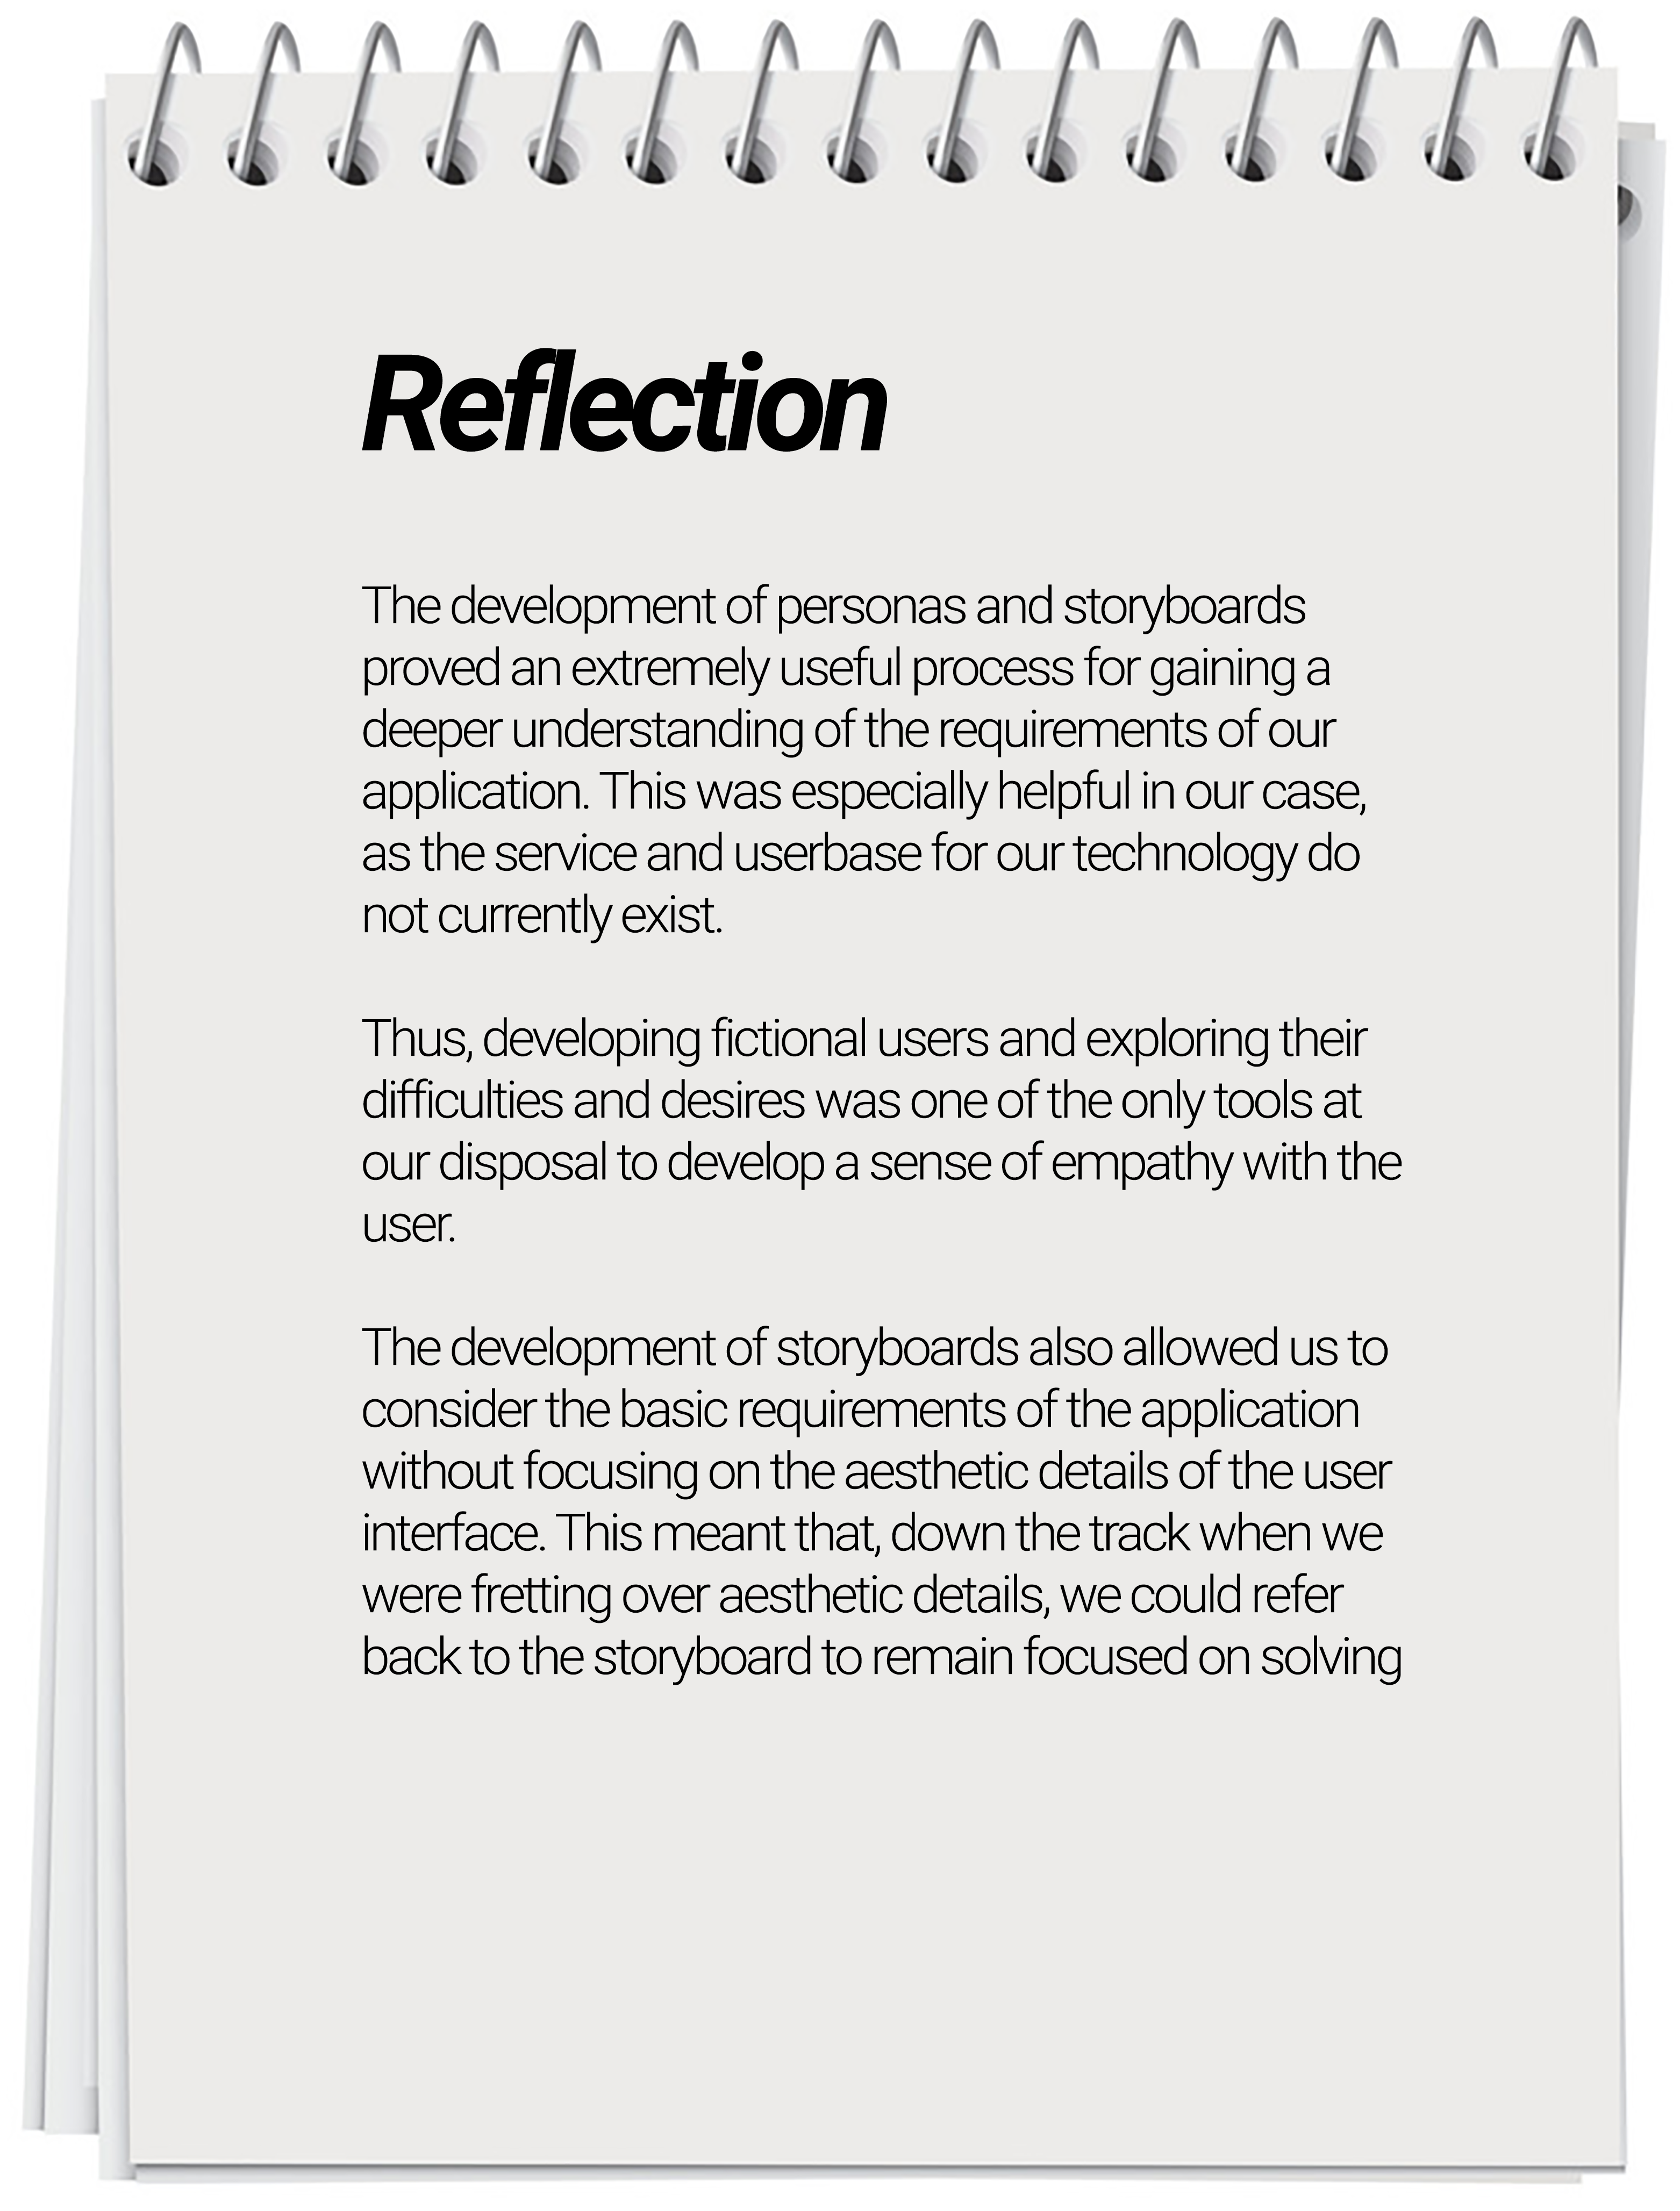 Reflection
The development of personas and storyboards
proved an extremely useful process for gaining a
deeper understanding of the requirements of our
application. This was especially helpful in our case,
as the service and userbase for our technology do
not currently exist.
Thus, developing fictional users and exploring their
difficulties and desires was one of the only tools at
our disposal to develop a sense of empathy with the
user.
The development of storyboards also allowed us to
consider the basic requirements of the application
without focusing on the aesthetic details of the user
interface. This meant that, down the track when we
were fretting over aesthetic details, we could refer
back to the storyboard to remain focused on solving